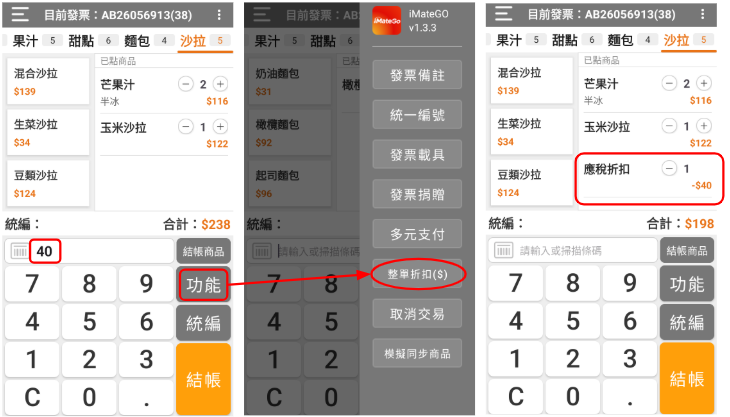 目前發票：AB26056913(38)
果汁 5 甜點 6 麵包 4 沙拉 5
已點商品
混合沙拉
$139
生菜沙拉
$34
豆類沙拉
$124
芒果汁 2
半冰 $116
玉米沙拉 1
$122
統編： 合計：$238
40 結帳商品
7 8 9 功能
4 5 6 統編
1 2 3
結帳
C 0 .
目前發票：AB2
果汁 5 甜點 6
奶油麵包
$31
橄欖麵包
$92
起司麵包
$96
統編：
請輸入或掃描條碼
7 8
4 5
1 2
C 0
iMateGO
iMateGO
v1.3.3
發票備註
統一編號
發票載具
發票捐贈
多元支付
整單折扣($)
取消交易
模擬同步商品
目前發票：AB26056913(38)
果汁 5 甜點 6 麵包 4 沙拉 5
已點商品
混合沙拉
$139
生菜沙拉
$34
豆類沙拉
$124
芒果汁 2
半冰 $116
玉米沙拉 1
$122
應稅折扣 1
-$40
統編： 合計：$198
請輸入或掃描條碼 結帳商品
7 8 9 功能
4 5 6 統編
1 2 3
結帳
C 0 .